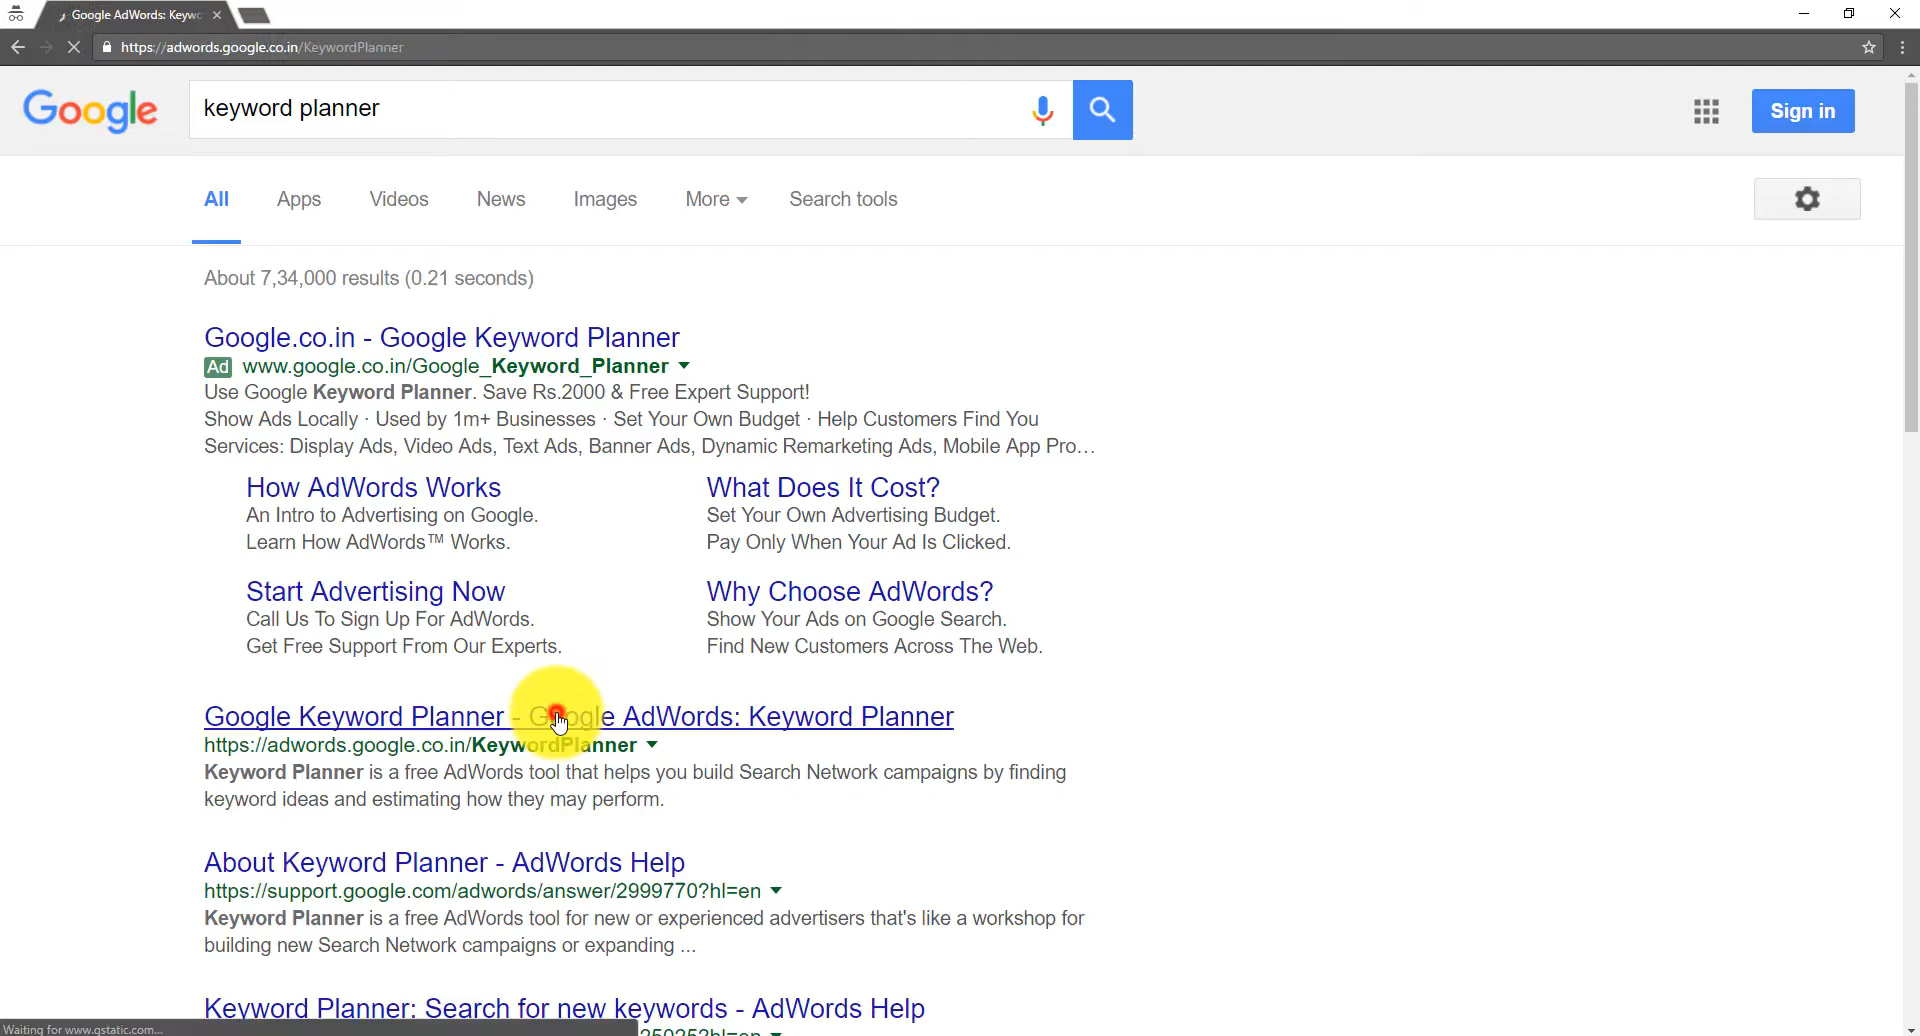 Google AdWords: Keywo
https://adwords.google.co.in/KeywordPlanner
Google
keyword planner
Sign in
All Apps Videos News Images More Search tools
About 7,34,000 results (0.21 seconds)
Google.co.in - Google Keyword Planner
Ad www.google.co.in/Google_Keyword_Planner
Use Google Keyword Planner. Save Rs.2000 & Free Expert Support!
Show Ads Locally · Used by 1m+ Businesses · Set Your Own Budget · Help Customers Find You
Services: Display Ads, Video Ads, Text Ads, Banner Ads, Dynamic Remarketing Ads, Mobile App Pro...
How AdWords Works
An Intro to Advertising on Google.
Learn How AdWords™ Works.
What Does It Cost?
Set Your Own Advertising Budget.
Pay Only When Your Ad Is Clicked.
Start Advertising Now
Call Us To Sign Up For AdWords.
Get Free Support From Our Experts.
Why Choose AdWords?
Show Your Ads on Google Search.
Find New Customers Across The Web.
Google Keyword Planner - Google AdWords: Keyword Planner
https://adwords.google.co.in/KeywordPlanner
Keyword Planner is a free AdWords tool that helps you build Search Network campaigns by finding
keyword ideas and estimating how they may perform.
About Keyword Planner - AdWords Help
https://support.google.com/adwords/answer/2999770?hl=en
Keyword Planner is a free AdWords tool for new or experienced advertisers that's like a workshop for
building new Search Network campaigns or expanding ...
Keyword Planner: Search for new keywords - AdWords Help
Waiting for www.gstatic.com...